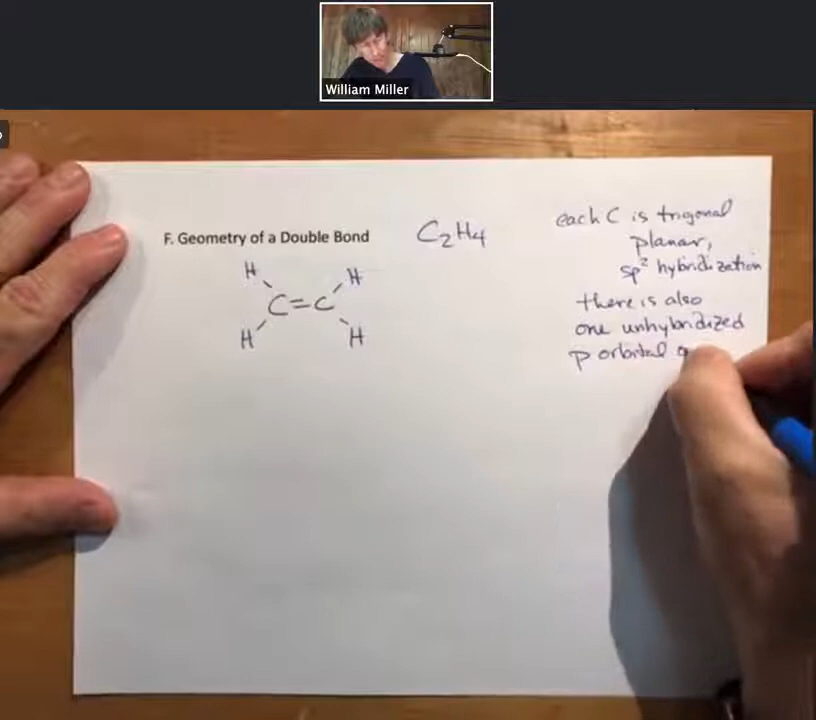 William Miller
F. Geometry of a Double Bond
C₂H₄
H H
C=C
H H
each C is trigonal
planar,
sp² hybridization
there is also
one unhybridized
p orbital